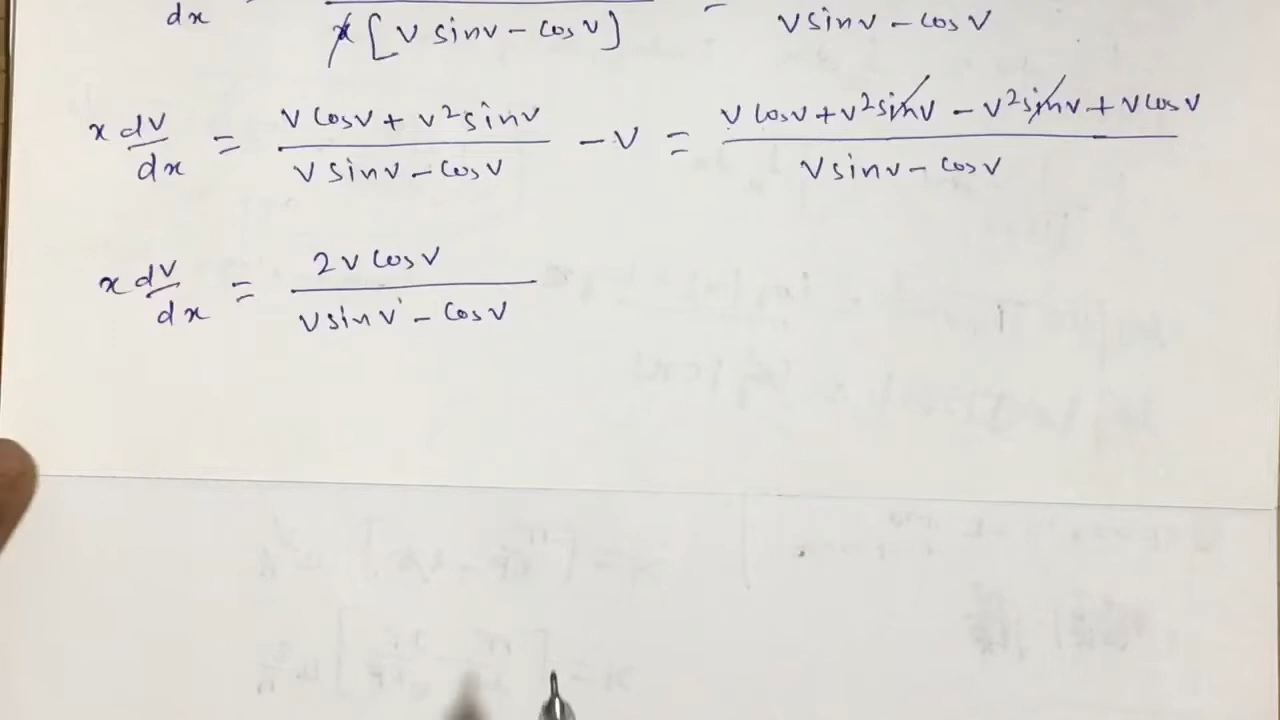 dx x[v sinv - cosv] = v sinv - cosv
x dv/dx = (v cosv + v²sinv)/(v sinv - cosv) - v = (v cosv + v²sinv - v²sinv + v cosv)/(v sinv - cosv)
x dv/dx = (2v cosv)/(v sinv - cosv)